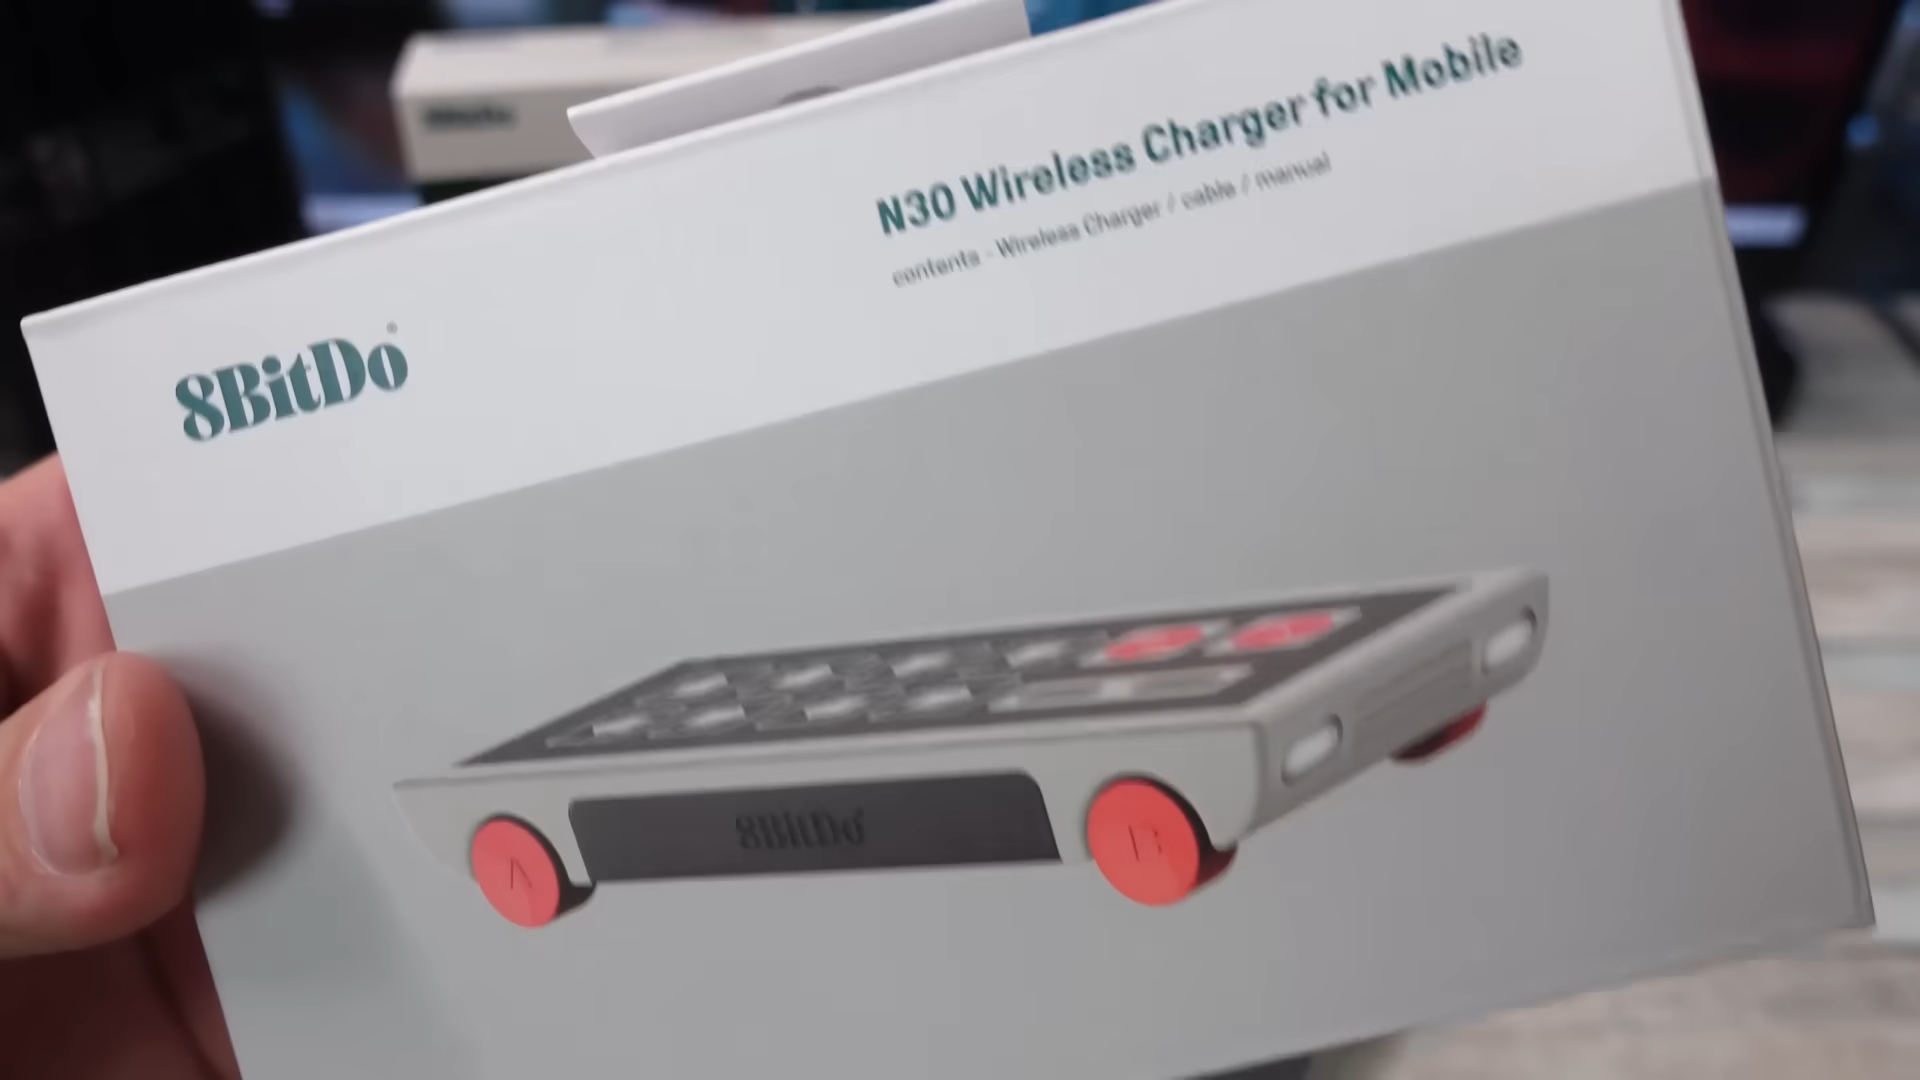 N30 Wireless Charger for Mobile
contents - Wireless Charger / cable / manual
8BitDo®
8BitDo
A
B